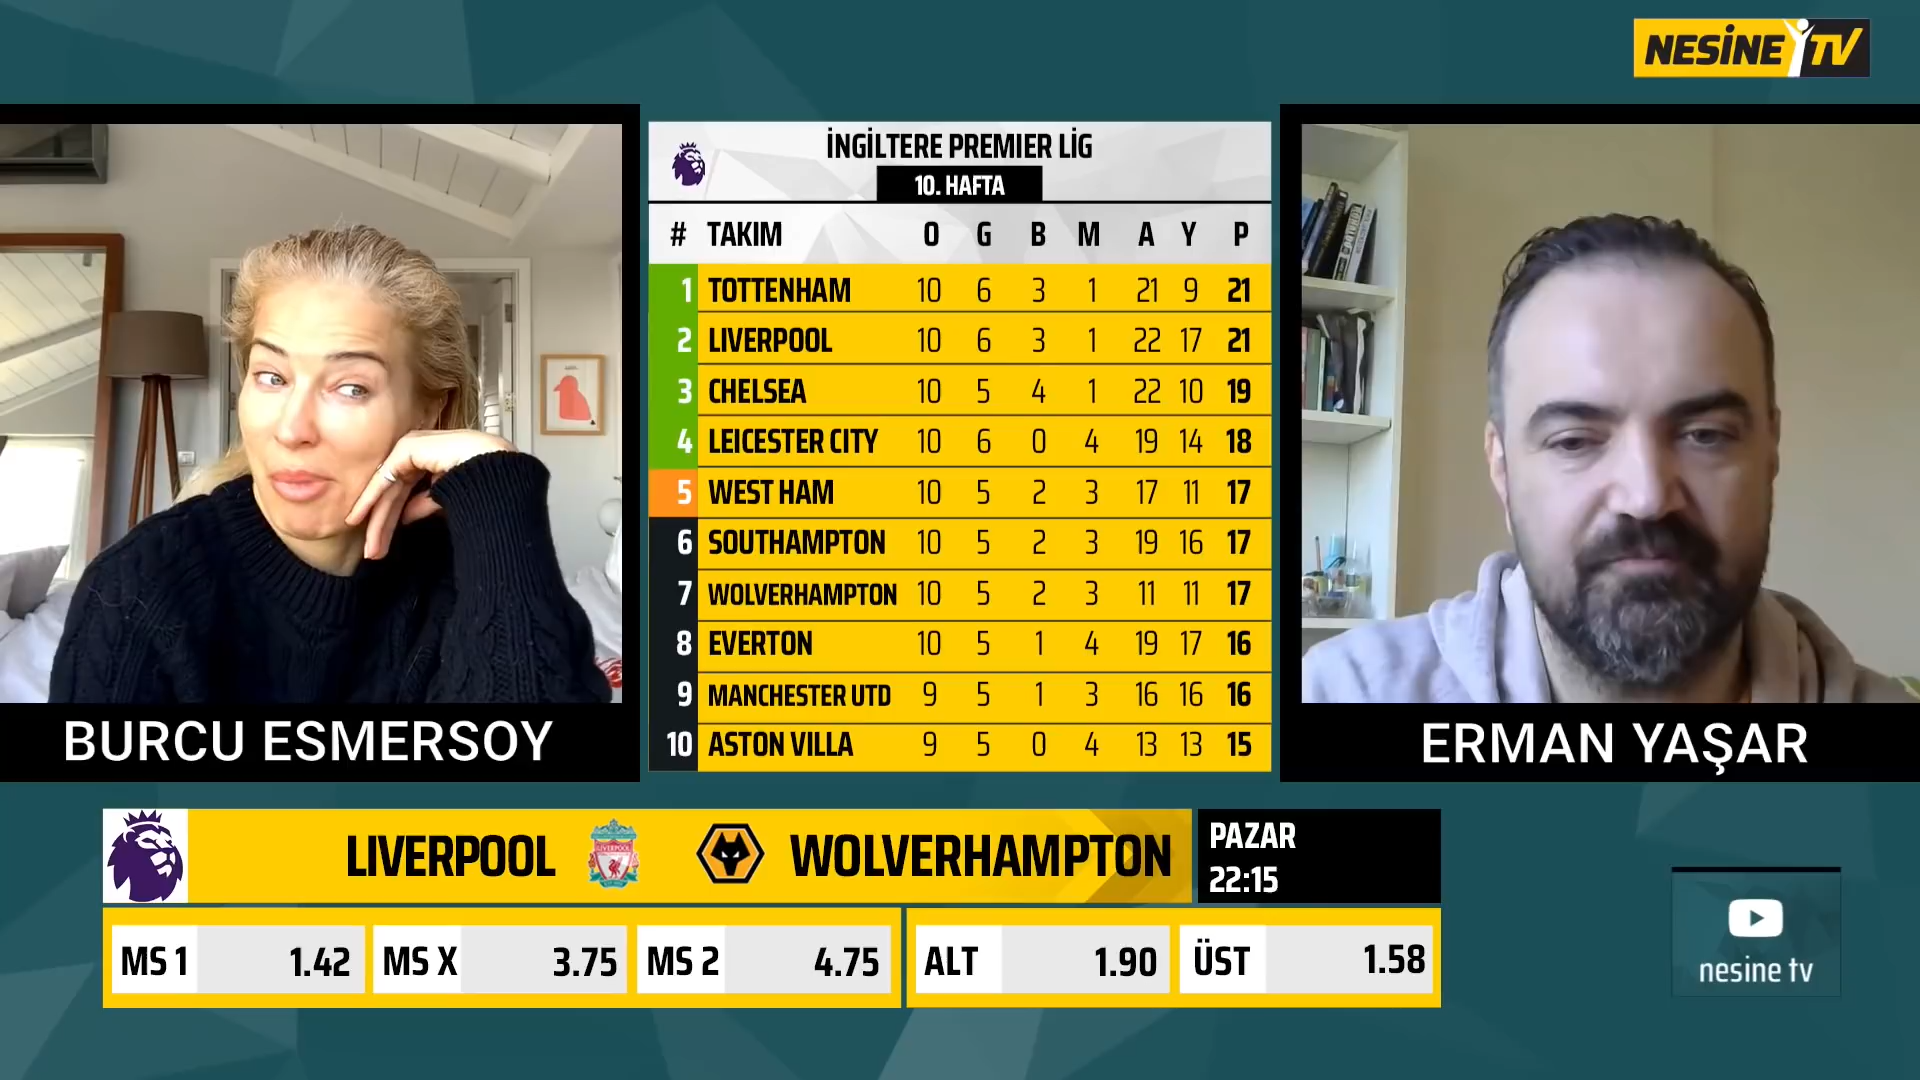 NESİNE TV
İNGİLTERE PREMIER LİG
10. HAFTA
# TAKIM O G B M A Y P
1 TOTTENHAM 10 6 3 1 21 9 21
2 LIVERPOOL 10 6 3 1 22 17 21
3 CHELSEA 10 5 4 1 22 10 19
4 LEICESTER CITY 10 6 0 4 19 14 18
5 WEST HAM 10 5 2 3 17 11 17
6 SOUTHAMPTON 10 5 2 3 19 16 17
7 WOLVERHAMPTON 10 5 2 3 11 11 17
8 EVERTON 10 5 1 4 19 17 16
9 MANCHESTER UTD 9 5 1 3 16 16 16
10 ASTON VILLA 9 5 0 4 13 13 15
BURCU ESMERSOY
ERMAN YAŞAR
LIVERPOOL WOLVERHAMPTON
PAZAR
22:15
MS 1 1.42 MS X 3.75 MS 2 4.75 ALT 1.90 ÜST 1.58
nesine tv